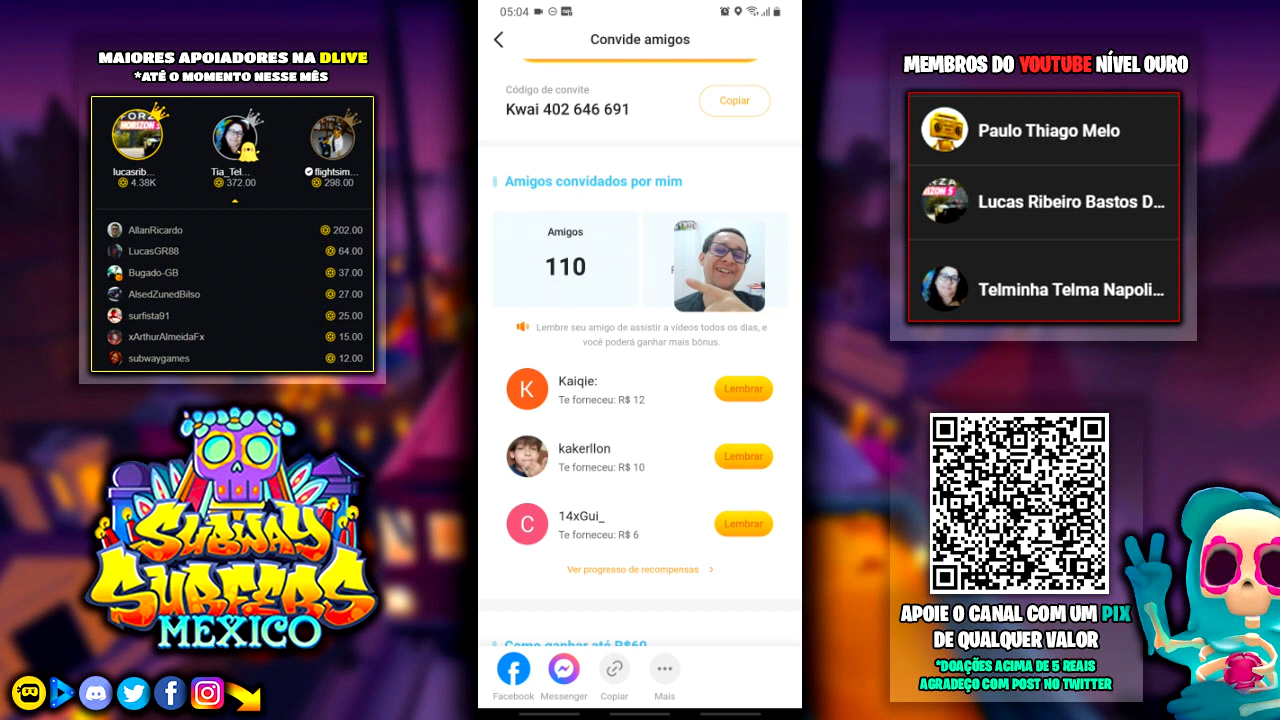 MAIORES APOIADORES NA DLIVE
*ATÉ O MOMENTO NESSE MÊS
lucasrib...
4.38K
Tia_Tel...
372.00
flightsim...
298.00
AllanRicardo 202.00
LucasGR88 64.00
Bugado-GB 37.00
AlsedZunedBilso 27.00
surfista91 25.00
xArthurAlmeidaFx 15.00
subwaygames 12.00
SUBWAY
SURFERS
MEXICO
05:04
Convide amigos
Código de convite
Kwai 402 646 691
Copiar
Amigos convidados por mim
Amigos
110
Lembre seu amigo de assistir a vídeos todos os dias, e
você poderá ganhar mais bônus.
K
Kaiqie:
Te forneceu: R$ 12
Lembrar
kakerllon
Te forneceu: R$ 10
Lembrar
C
14xGui_
Te forneceu: R$ 6
Lembrar
Ver progresso de recompensas >
Como ganhar até R$60
Facebook Messenger Copiar Mais
MEMBROS DO YOUTUBE NÍVEL OURO
Paulo Thiago Melo
Lucas Ribeiro Bastos D...
Telminha Telma Napoli...
APOIE O CANAL COM UM PIX
DE QUALQUER VALOR
*DOAÇÕES ACIMA DE 5 REAIS
AGRADEÇO COM POST NO TWITTER